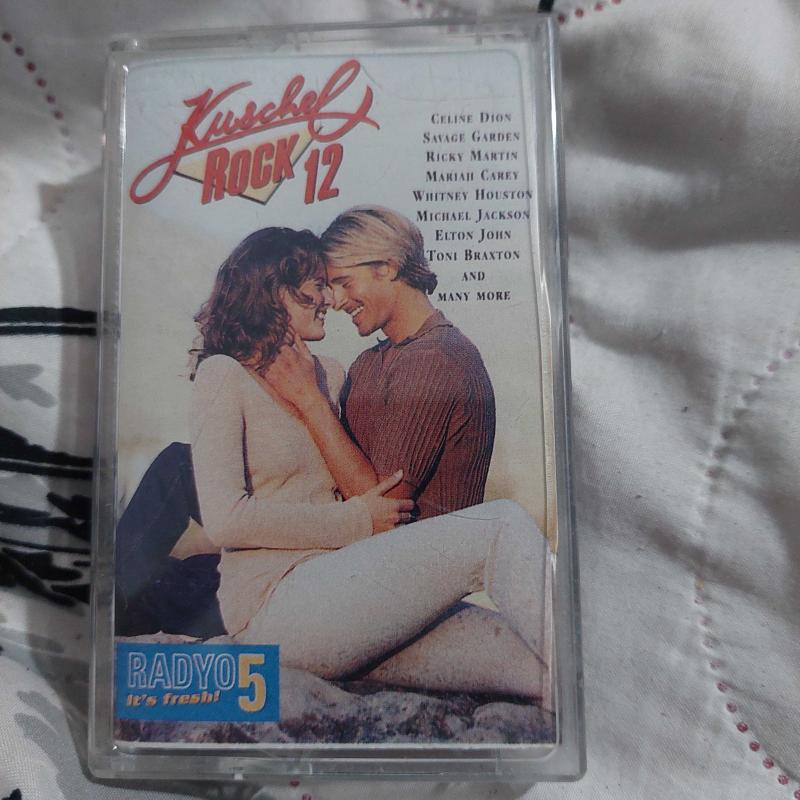 Kuschel
ROCK 12
CELINE DION
SAVAGE GARDEN
RICKY MARTIN
MARIAH CAREY
WHITNEY HOUSTON
MICHAEL JACKSON
ELTON JOHN
TONI BRAXTON
AND
MANY MORE
RADYO 5
It's fresh!